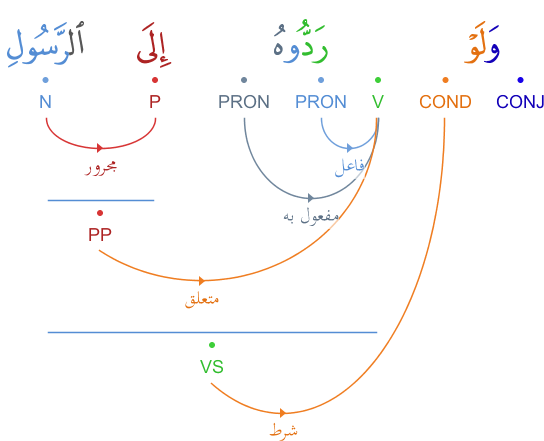 وَلَوْ رَدُّوهُ إِلَى ٱلرَّسُولِ
CONJ COND V PRON PRON P N
مجرور
فاعل
مفعول به
PP
متعلق
VS
شرط